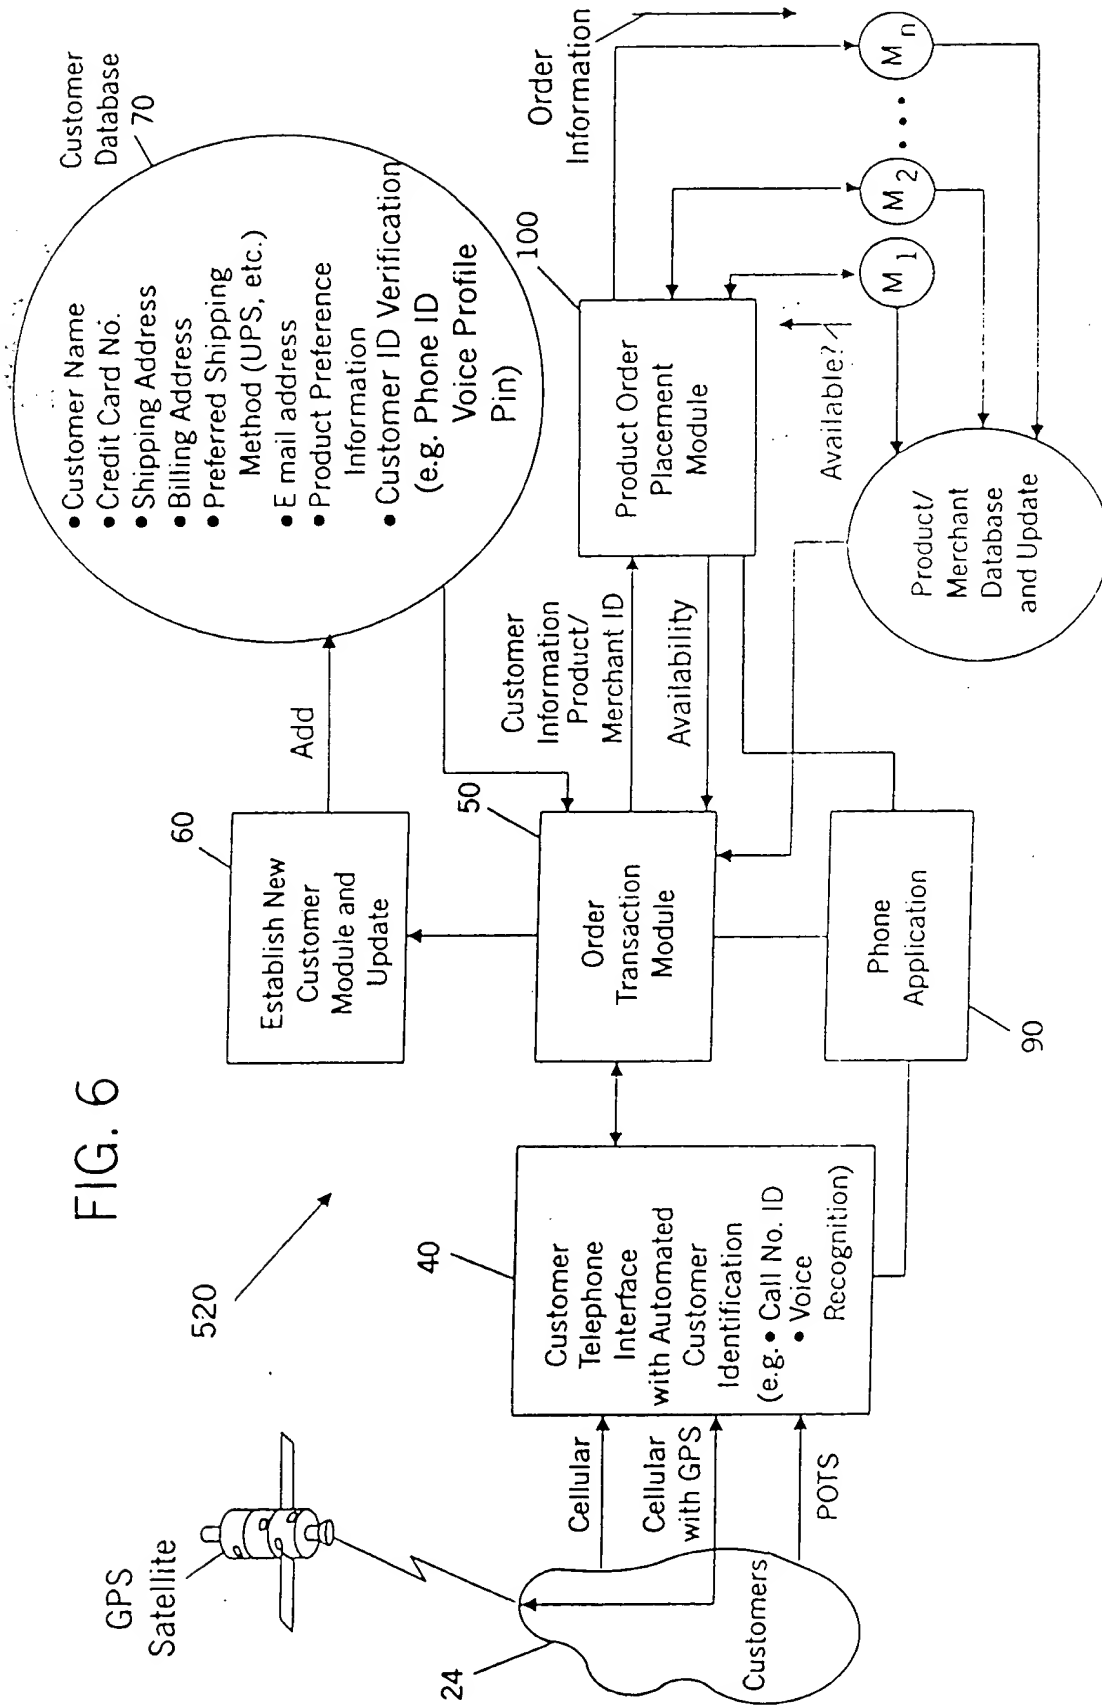 FIG. 6
520
GPS
Satellite
24
Customers
Cellular
Cellular
with GPS
POTS
40
Customer
Telephone
Interface
with Automated
Customer
Identification
(e.g. • Call No. ID
• Voice
Recognition)
60
Establish New
Customer
Module and
Update
Add
50
Order
Transaction
Module
Phone
Application
90
Customer
Database
70
• Customer Name
• Credit Card No.
• Shipping Address
• Billing Address
• Preferred Shipping
Method (UPS, etc.)
• E mail address
• Product Preference
Information
• Customer ID Verification
(e.g. Phone ID
Voice Profile
Pin)
Customer
Information
Product/
Merchant ID
Availability
100
Product Order
Placement
Module
Order
Information
Available?
M1
M2
• • • •
Mn
Product/
Merchant
Database
and Update